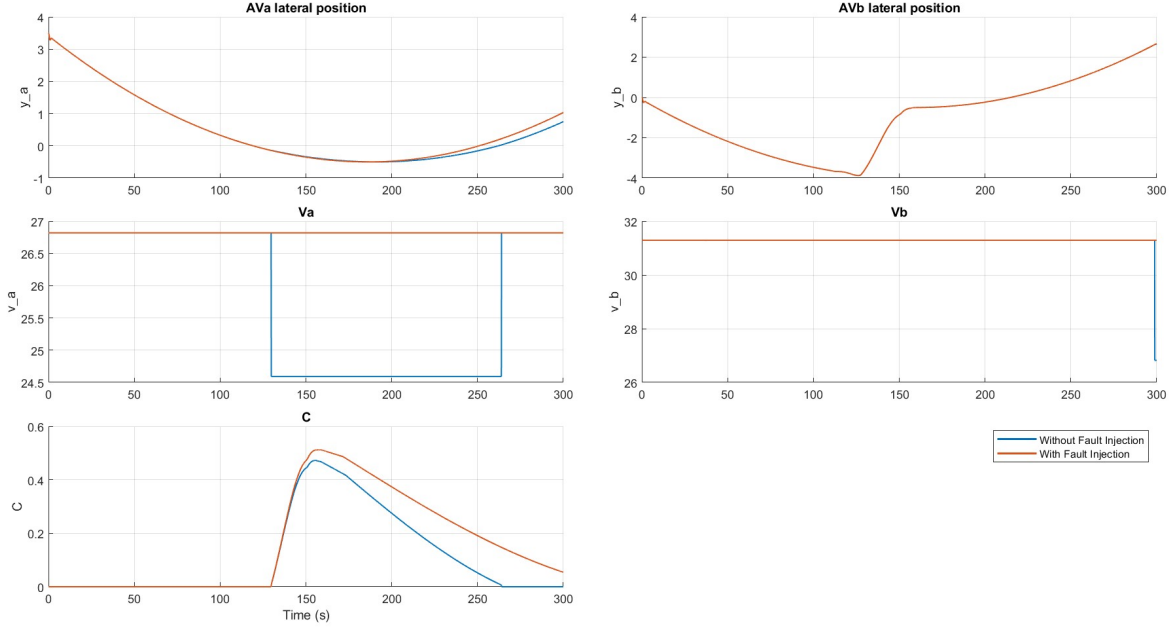 AVa lateral position
4
3
2
1
0
-1
y_a
0 50 100 150 200 250 300
AVb lateral position
4
2
0
-2
-4
y_b
0 50 100 150 200 250 300
Va
27
26.5
26
25.5
25
24.5
v_a
0 50 100 150 200 250 300
Vb
32
30
28
26
v_b
0 50 100 150 200 250 300
C
0.6
0.4
0.2
0
C
0 50 100 150 200 250 300
Time (s)
Without Fault Injection
With Fault Injection